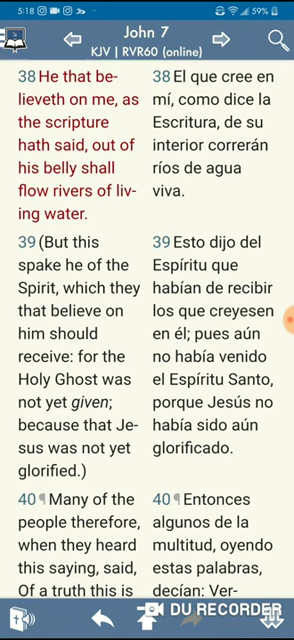 5:18
59%
John 7
KJV | RVR60 (online)
38 He that be-
lieveth on me, as
the scripture
hath said, out of
his belly shall
flow rivers of liv-
ing water.
39 (But this
spake he of the
Spirit, which they
that believe on
him should
receive: for the
Holy Ghost was
not yet given;
because that Je-
sus was not yet
glorified.)
40 ¶ Many of the
people therefore,
when they heard
this saying, said,
Of a truth this is
38 El que cree en
mí, como dice la
Escritura, de su
interior correrán
ríos de agua
viva.
39 Esto dijo del
Espíritu que
habían de recibir
los que creyesen
en él; pues aún
no había venido
el Espíritu Santo,
porque Jesús no
había sido aún
glorificado.
40 ¶ Entonces
algunos de la
multitud, oyendo
estas palabras,
decían: Ver-
DU RECORDER